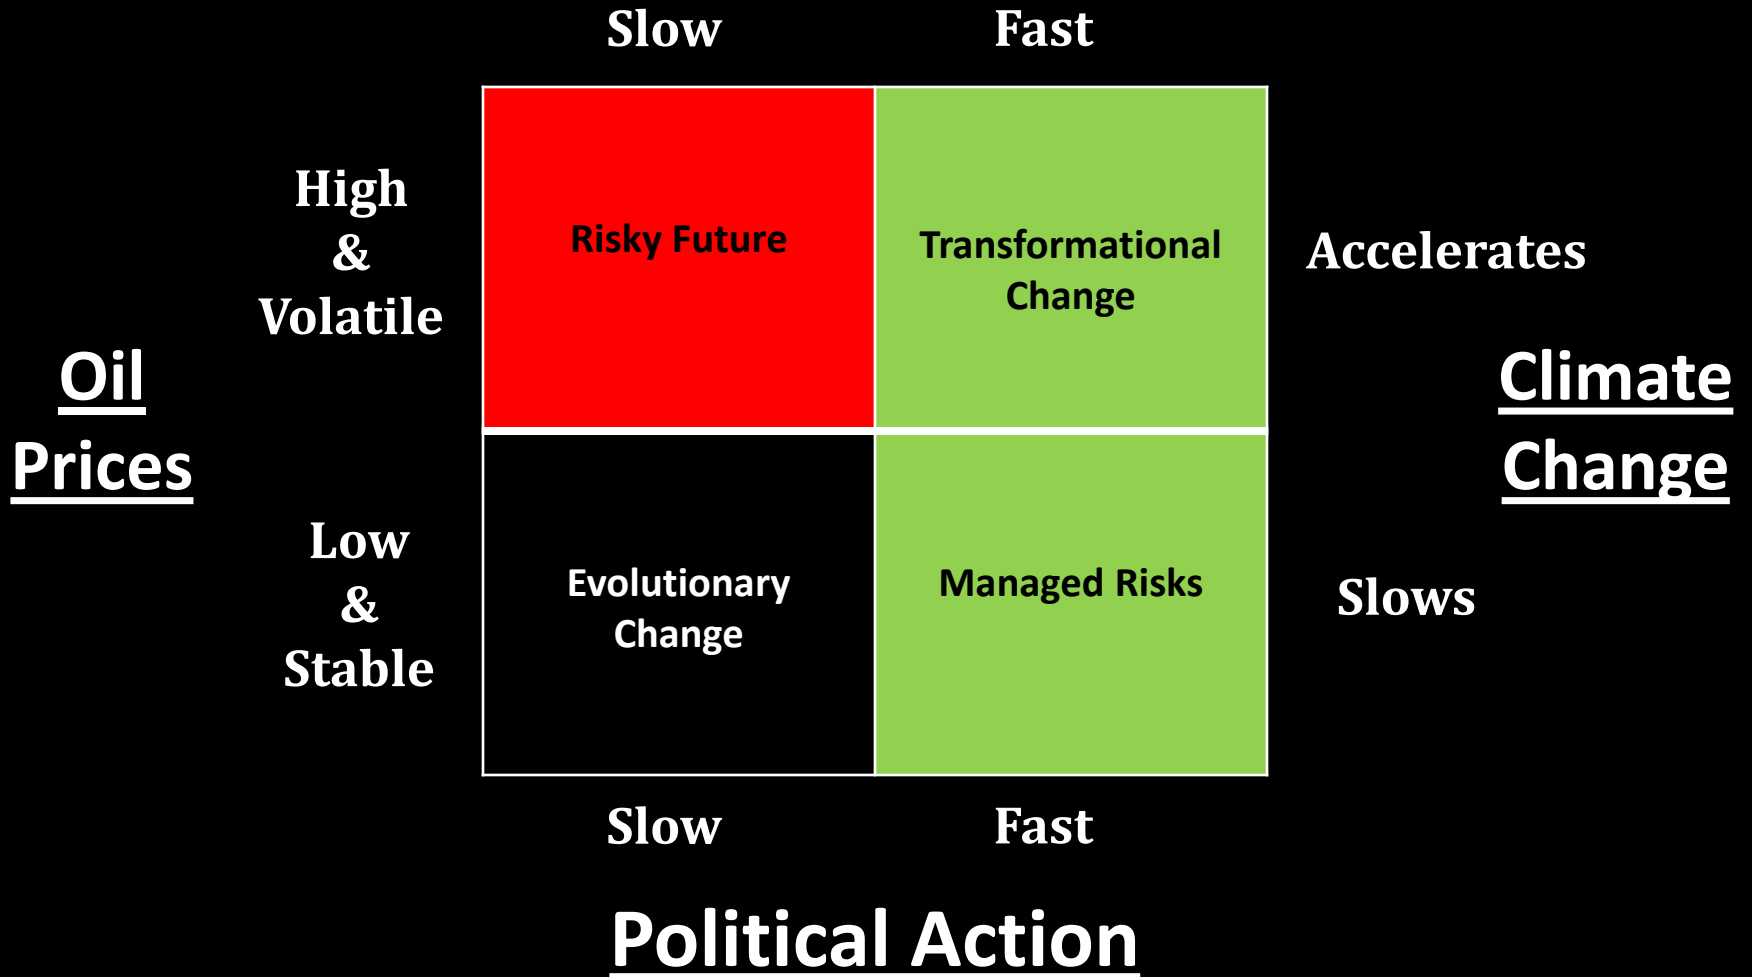 Slow Fast
High
&
Volatile
Risky Future
Transformational
Change
Accelerates
Oil
Prices
Climate
Change
Low
&
Stable
Evolutionary
Change
Managed Risks
Slows
Slow Fast
Political Action